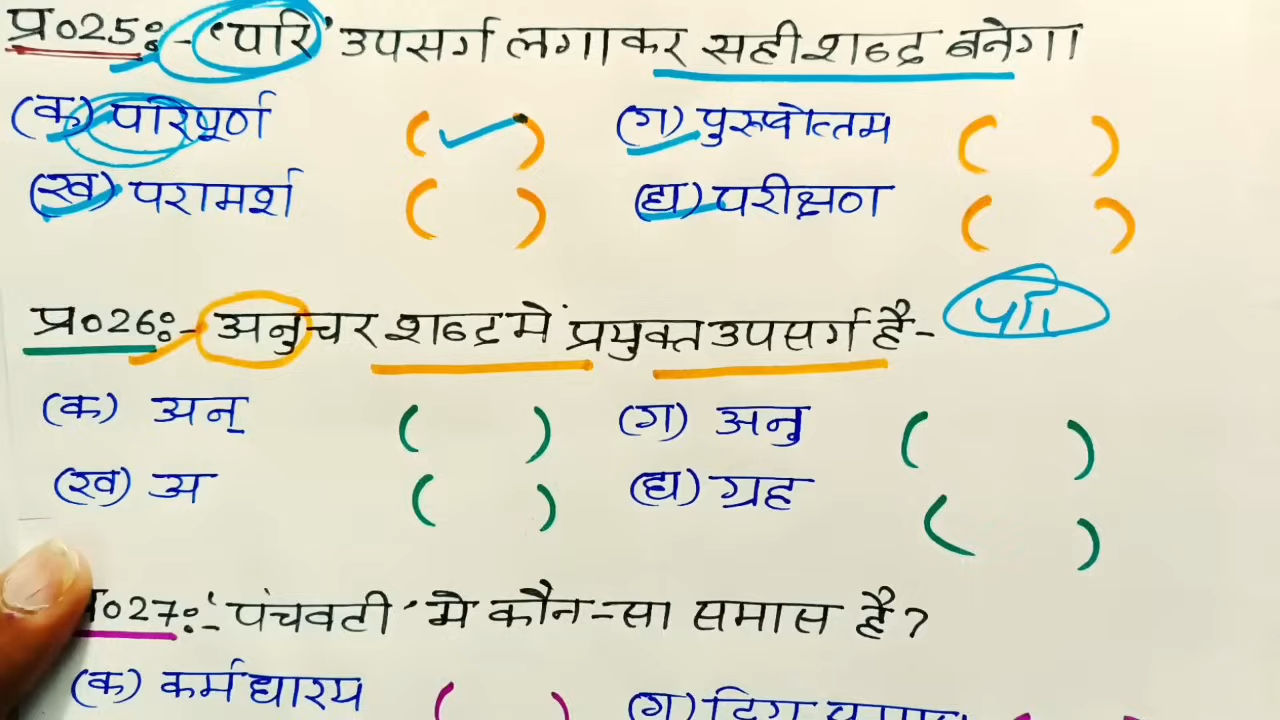 प्र०25:- 'परि' उपसर्ग लगाकर सही शब्द बनेगा
(क) परिपूर्ण ( ✓ ) (ग) पुरूषोत्तम ( )
(ख) परामर्श ( ) (घ) परीक्षण ( )
प्र०26:- अनुचर शब्द में प्रयुक्त उपसर्ग है-
(क) अन् ( ) (ग) अनु ( )
(ख) अ ( ) (घ) ग्रह ( )
प्र०27:- 'पंचवटी' मे कौन-सा समास है?
(क) कर्मधारय ( ) (ग)